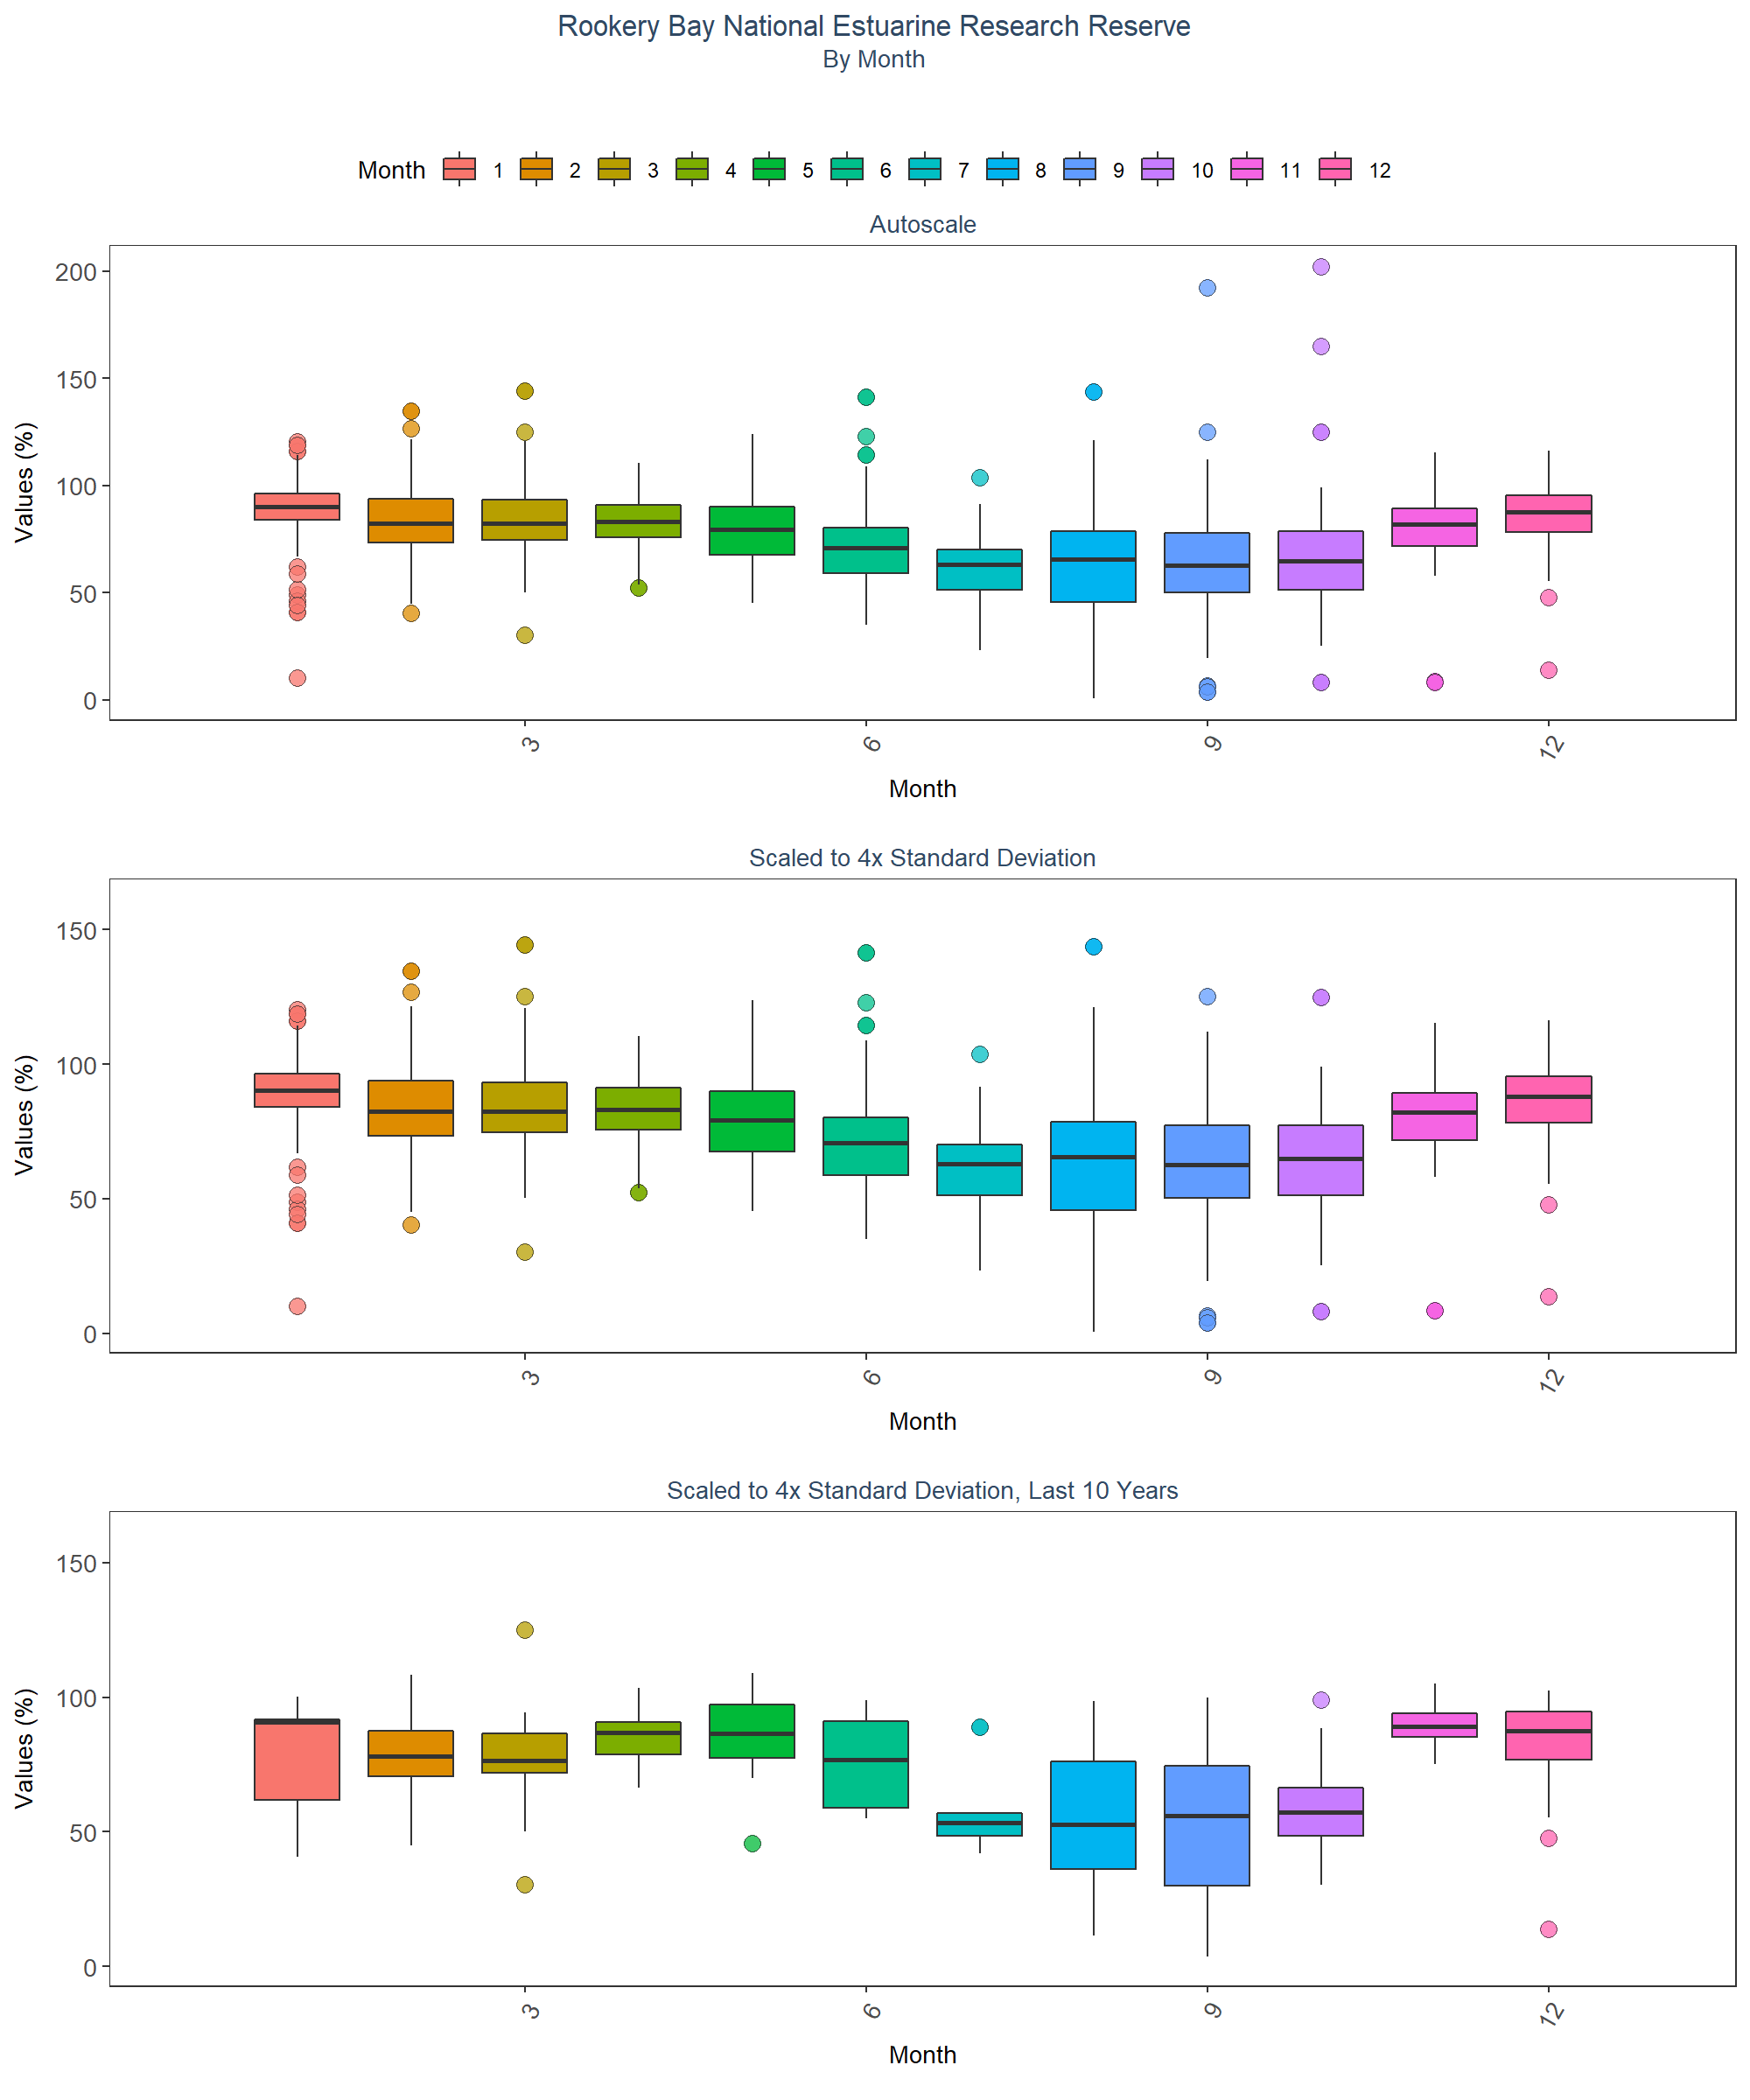 Rookery Bay National Estuarine Research Reserve
By Month
Month 1 2 3 4 5 6 7 8 9 10 11 12
Autoscale
Values (%)
200
150
100
50
0
3 6 9 12
Month
Scaled to 4x Standard Deviation
Values (%)
150
100
50
0
3 6 9 12
Month
Scaled to 4x Standard Deviation, Last 10 Years
Values (%)
150
100
50
0
3 6 9 12
Month